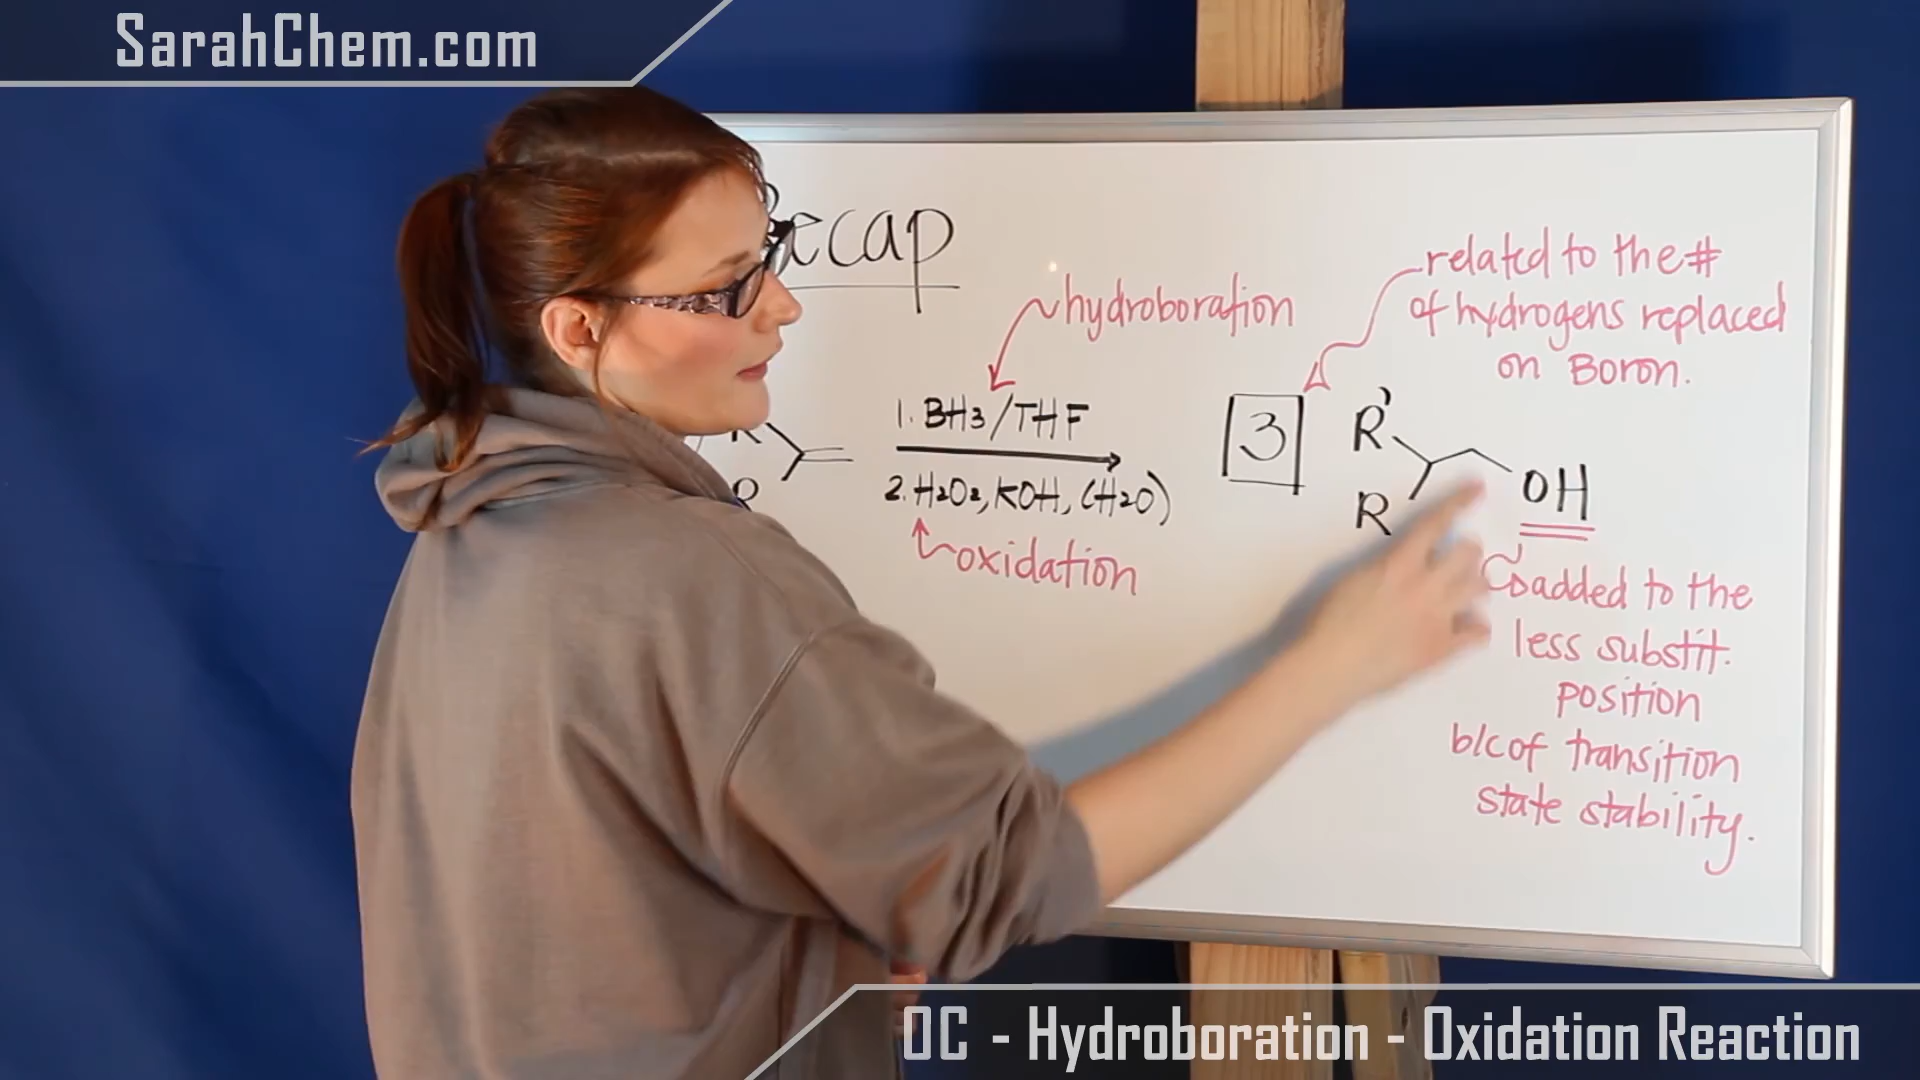 SarahChem.com
Recap
hydroboration
related to the #
of hydrogens replaced
on Boron.
1. BH3/THF
2. H2O2, KOH, (H2O)
oxidation
R
R
3
R'
R
OH
added to the
less substit.
position
b/c of transition
state stability.
OC - Hydroboration - Oxidation Reaction